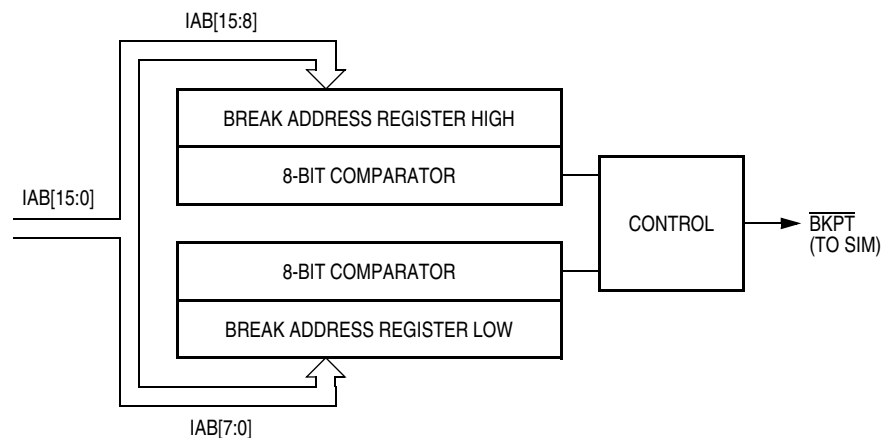 IAB[15:8]
BREAK ADDRESS REGISTER HIGH
8-BIT COMPARATOR
IAB[15:0]
CONTROL
BKPT
(TO SIM)
8-BIT COMPARATOR
BREAK ADDRESS REGISTER LOW
IAB[7:0]